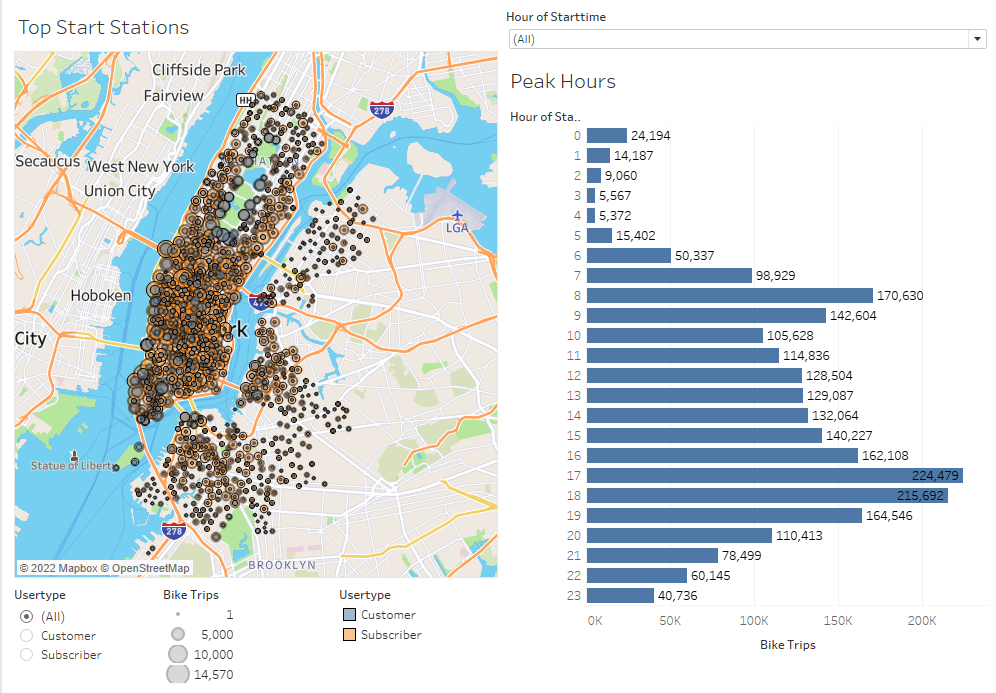 Top Start Stations
Cliffside Park
Fairview
HH
278
Secaucus
West New York
Union City
LGA
Hoboken
City
rk
Statue of Libert
278
BROOKLYN
© 2022 Mapbox © OpenStreetMap
Usertype
(All)
Customer
Subscriber
Bike Trips
1
5,000
10,000
14,570
Usertype
Customer
Subscriber
Hour of Starttime
(All)
Peak Hours
Hour of Sta..
0 24,194
1 14,187
2 9,060
3 5,567
4 5,372
5 15,402
6 50,337
7 98,929
8 170,630
9 142,604
10 105,628
11 114,836
12 128,504
13 129,087
14 132,064
15 140,227
16 162,108
17 224,479
18 215,692
19 164,546
20 110,413
21 78,499
22 60,145
23 40,736
0K 50K 100K 150K 200K
Bike Trips